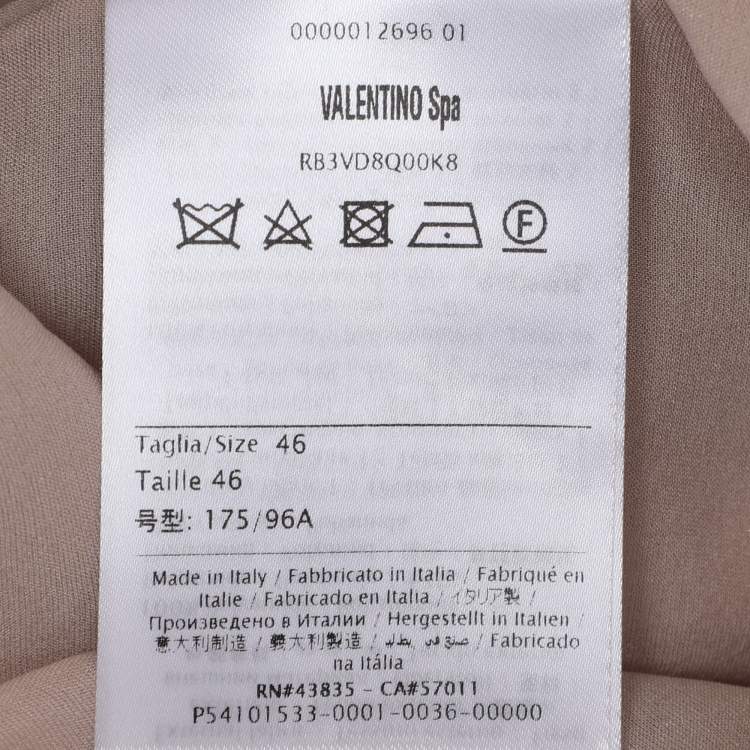 0000012696 01
VALENTINO Spa
RB3VD8Q00K8
F
Taglia/Size 46
Taille 46
号型: 175/96A
Made in Italy / Fabbricato in Italia / Fabriqué en
Italie / Fabricado en Italia / イタリア製 /
Произведено в Италии / Hergestellt in Italien /
意大利制造 / 義大利製造 / صنع في بطاليا / Fabricado
na Itália
RN#43835 - CA#57011
P54101533-0001-0036-00000